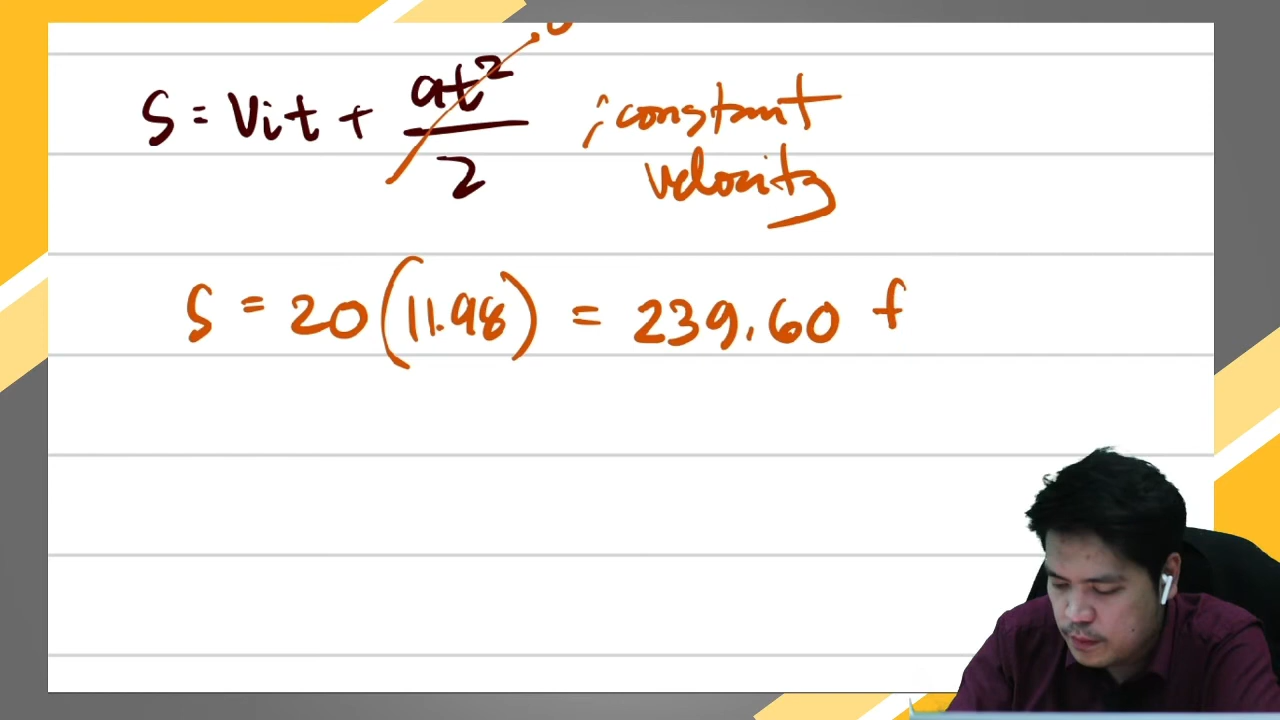 S = Vit + at²/2 ; constant
velocity
S = 20(11.98) = 239.60 f